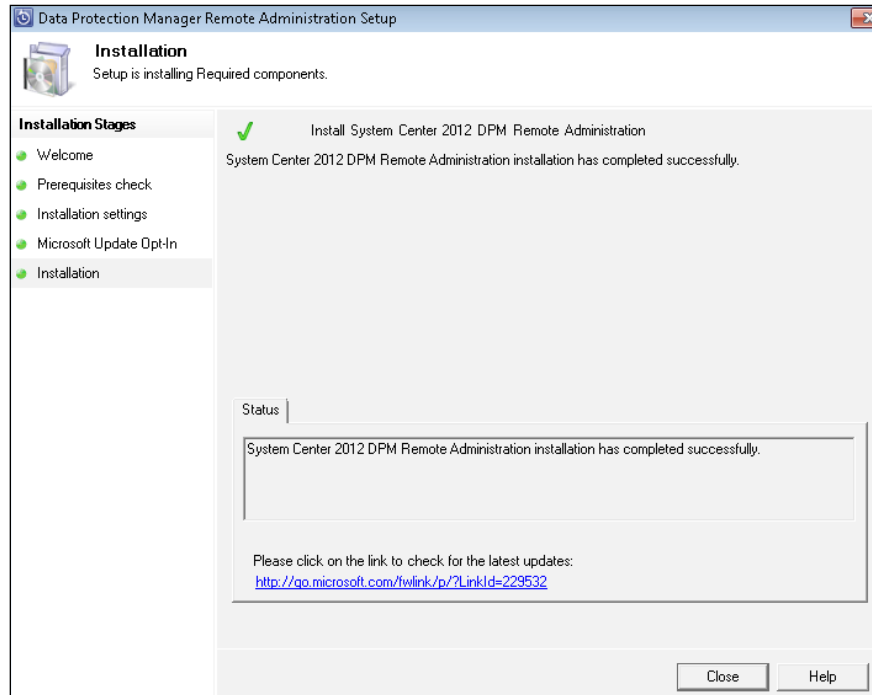 Data Protection Manager Remote Administration Setup
Installation
Setup is installing Required components.
Installation Stages
Welcome
Prerequisites check
Installation settings
Microsoft Update Opt-In
Installation
Install System Center 2012 DPM Remote Administration
System Center 2012 DPM Remote Administration installation has completed successfully.
Status
System Center 2012 DPM Remote Administration installation has completed successfully.
Please click on the link to check for the latest updates:
http://go.microsoft.com/fwlink/p/?LinkId=229532
Close
Help